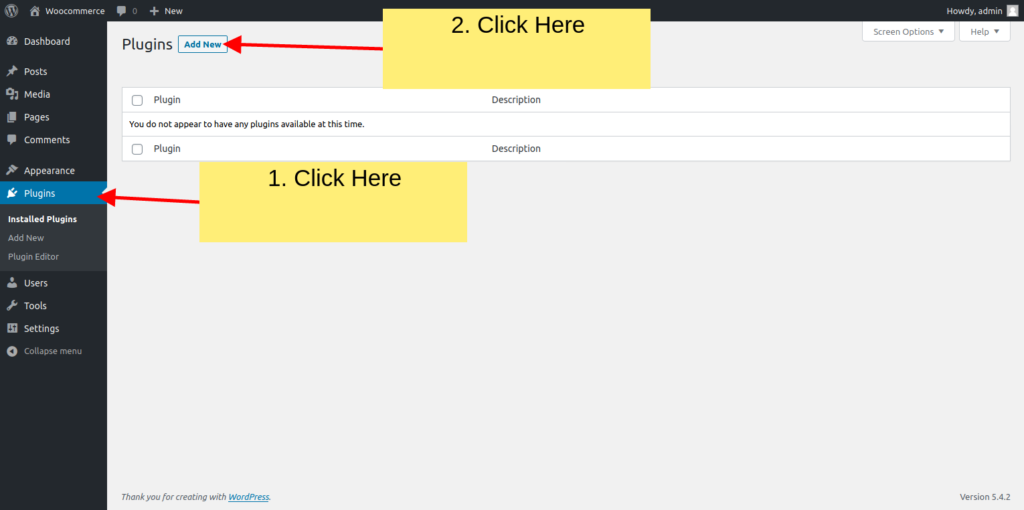 Woocommerce 0 New Howdy, admin
Dashboard
Posts
Media
Pages
Comments
Appearance
Plugins
Installed Plugins
Add New
Plugin Editor
Users
Tools
Settings
Collapse menu
Plugins Add New
2. Click Here
Screen Options Help
Plugin Description
You do not appear to have any plugins available at this time.
Plugin Description
1. Click Here
Thank you for creating with WordPress. Version 5.4.2